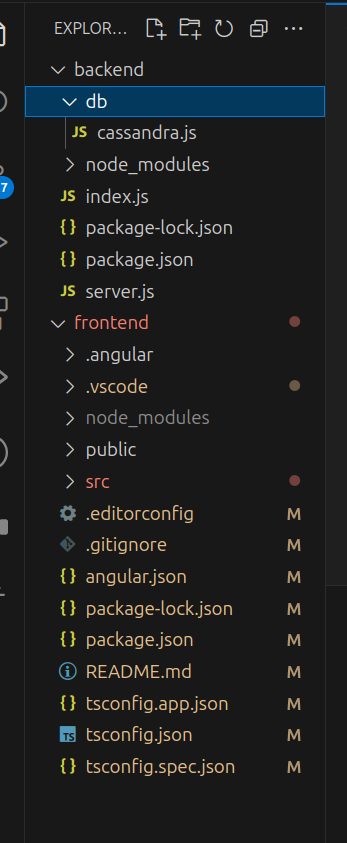 EXPLOR...
backend
db
JS cassandra.js
node_modules
JS index.js
{} package-lock.json
{} package.json
JS server.js
7
frontend
.angular
.vscode
node_modules
public
src
.editorconfig M
.gitignore M
{} angular.json M
{} package-lock.json M
{} package.json M
README.md M
{} tsconfig.app.json M
TS tsconfig.json M
{} tsconfig.spec.json M